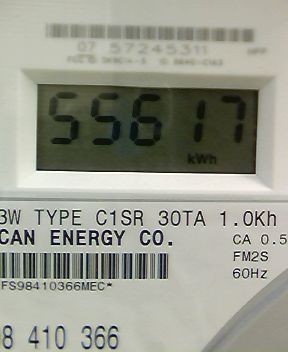 07 57245311
55617
kWh
3W TYPE C1SR 30TA 1.0Kh
CAN ENERGY CO.
CA 0.5
FM2S
60Hz
FS98410366MEC*
98 410 366